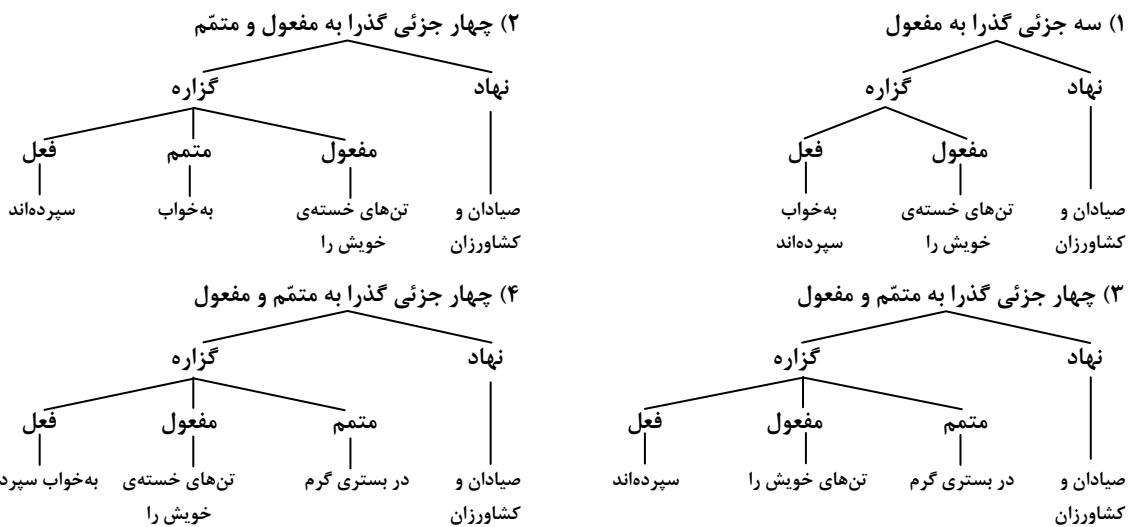 ۱) سه جزئی گذرا به مفعول
نهاد گزاره
مفعول فعل
صیادان و تن‌های خسته‌ی به‌خواب
کشاورزان خویش را سپرده‌اند
۲) چهار جزئی گذرا به مفعول و متمّم
نهاد گزاره
مفعول متمم فعل
صیادان و تن‌های خسته‌ی به‌خواب سپرده‌اند
کشاورزان خویش را
۳) چهار جزئی گذرا به متمّم و مفعول
نهاد گزاره
متمم مفعول فعل
صیادان و در بستری گرم تن‌های خویش را سپرده‌اند
کشاورزان
۴) چهار جزئی گذرا به متمّم و مفعول
نهاد گزاره
متمم مفعول فعل
صیادان و در بستری گرم تن‌های خسته‌ی به‌خواب
کشاورزان خویش را